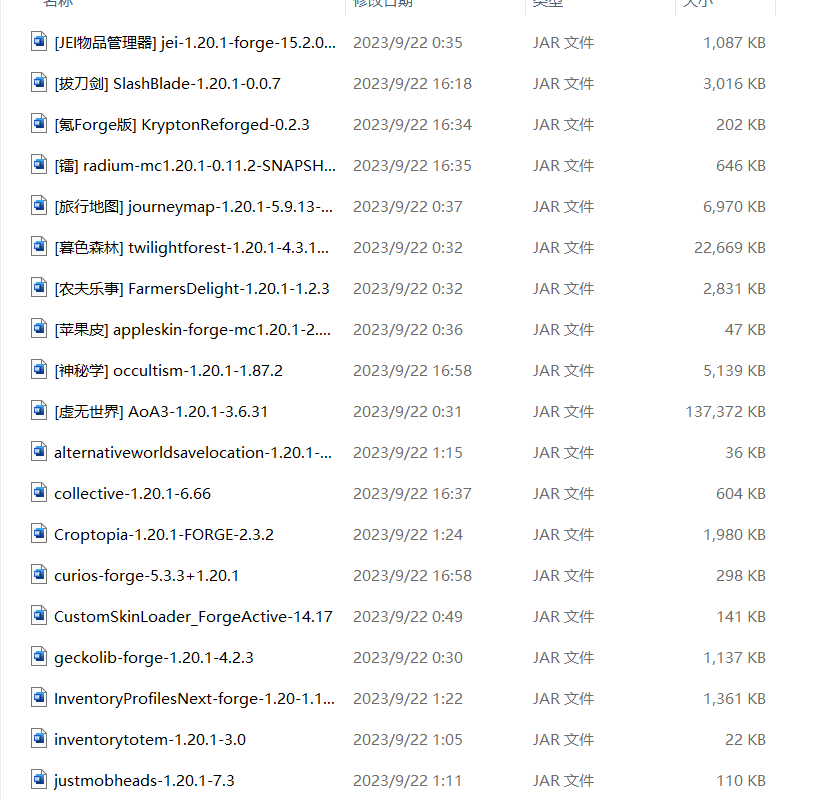 名称 修改日期 类型 大小
[JEI物品管理器] jei-1.20.1-forge-15.2.0... 2023/9/22 0:35 JAR 文件 1,087 KB
[拔刀剑] SlashBlade-1.20.1-0.0.7 2023/9/22 16:18 JAR 文件 3,016 KB
[氪Forge版] KryptonReforged-0.2.3 2023/9/22 16:34 JAR 文件 202 KB
[镭] radium-mc1.20.1-0.11.2-SNAPSH... 2023/9/22 16:35 JAR 文件 646 KB
[旅行地图] journeymap-1.20.1-5.9.13-... 2023/9/22 0:37 JAR 文件 6,970 KB
[暮色森林] twilightforest-1.20.1-4.3.1... 2023/9/22 0:32 JAR 文件 22,669 KB
[农夫乐事] FarmersDelight-1.20.1-1.2.3 2023/9/22 0:32 JAR 文件 2,831 KB
[苹果皮] appleskin-forge-mc1.20.1-2.... 2023/9/22 0:36 JAR 文件 47 KB
[神秘学] occultism-1.20.1-1.87.2 2023/9/22 16:58 JAR 文件 5,139 KB
[虚无世界] AoA3-1.20.1-3.6.31 2023/9/22 0:31 JAR 文件 137,372 KB
alternativeworldsavelocation-1.20.1-... 2023/9/22 1:15 JAR 文件 36 KB
collective-1.20.1-6.66 2023/9/22 16:37 JAR 文件 604 KB
Croptopia-1.20.1-FORGE-2.3.2 2023/9/22 1:24 JAR 文件 1,980 KB
curios-forge-5.3.3+1.20.1 2023/9/22 16:58 JAR 文件 298 KB
CustomSkinLoader_ForgeActive-14.17 2023/9/22 0:49 JAR 文件 141 KB
geckolib-forge-1.20.1-4.2.3 2023/9/22 0:30 JAR 文件 1,137 KB
InventoryProfilesNext-forge-1.20-1.1... 2023/9/22 1:22 JAR 文件 1,361 KB
inventorytotem-1.20.1-3.0 2023/9/22 1:05 JAR 文件 22 KB
justmobheads-1.20.1-7.3 2023/9/22 1:11 JAR 文件 110 KB